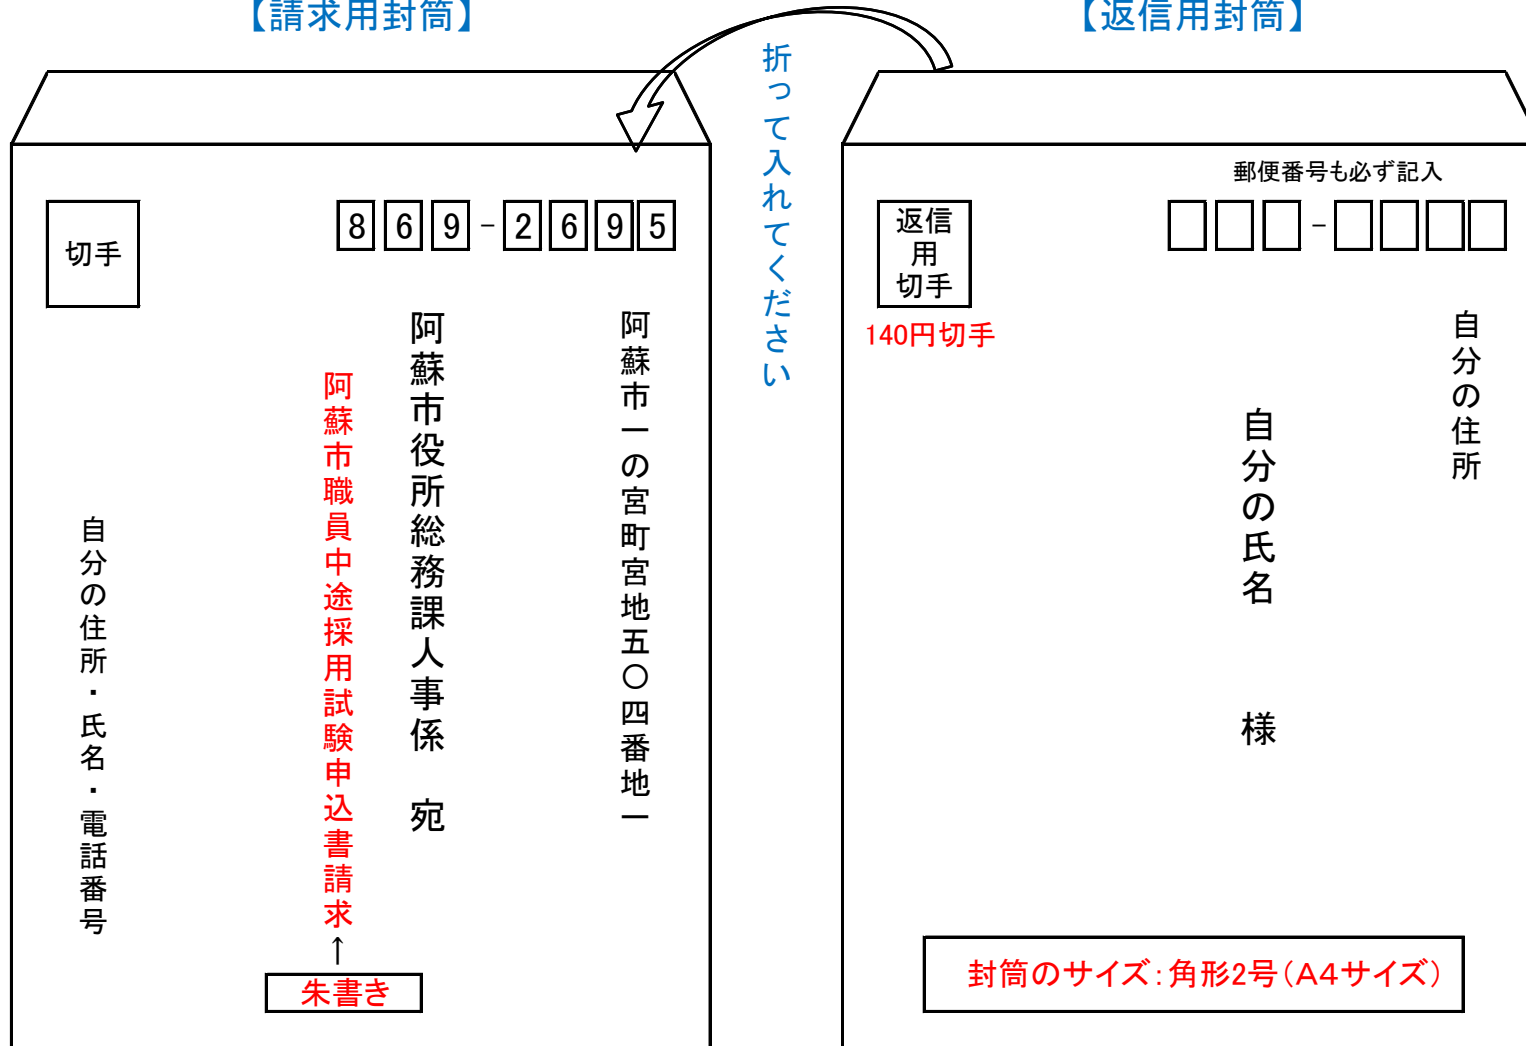 【請求用封筒】
切手
869-2695
阿蘇市一の宮町宮地五〇四番地一
阿蘇市役所総務課人事係　宛
阿蘇市職員中途採用試験申込書請求
↑
朱書き
自分の住所・氏名・電話番号
折って入れてください
【返信用封筒】
郵便番号も必ず記入
返信
用
切手
-
140円切手
自分の住所
自分の氏名　様
封筒のサイズ：角形2号（A4サイズ）